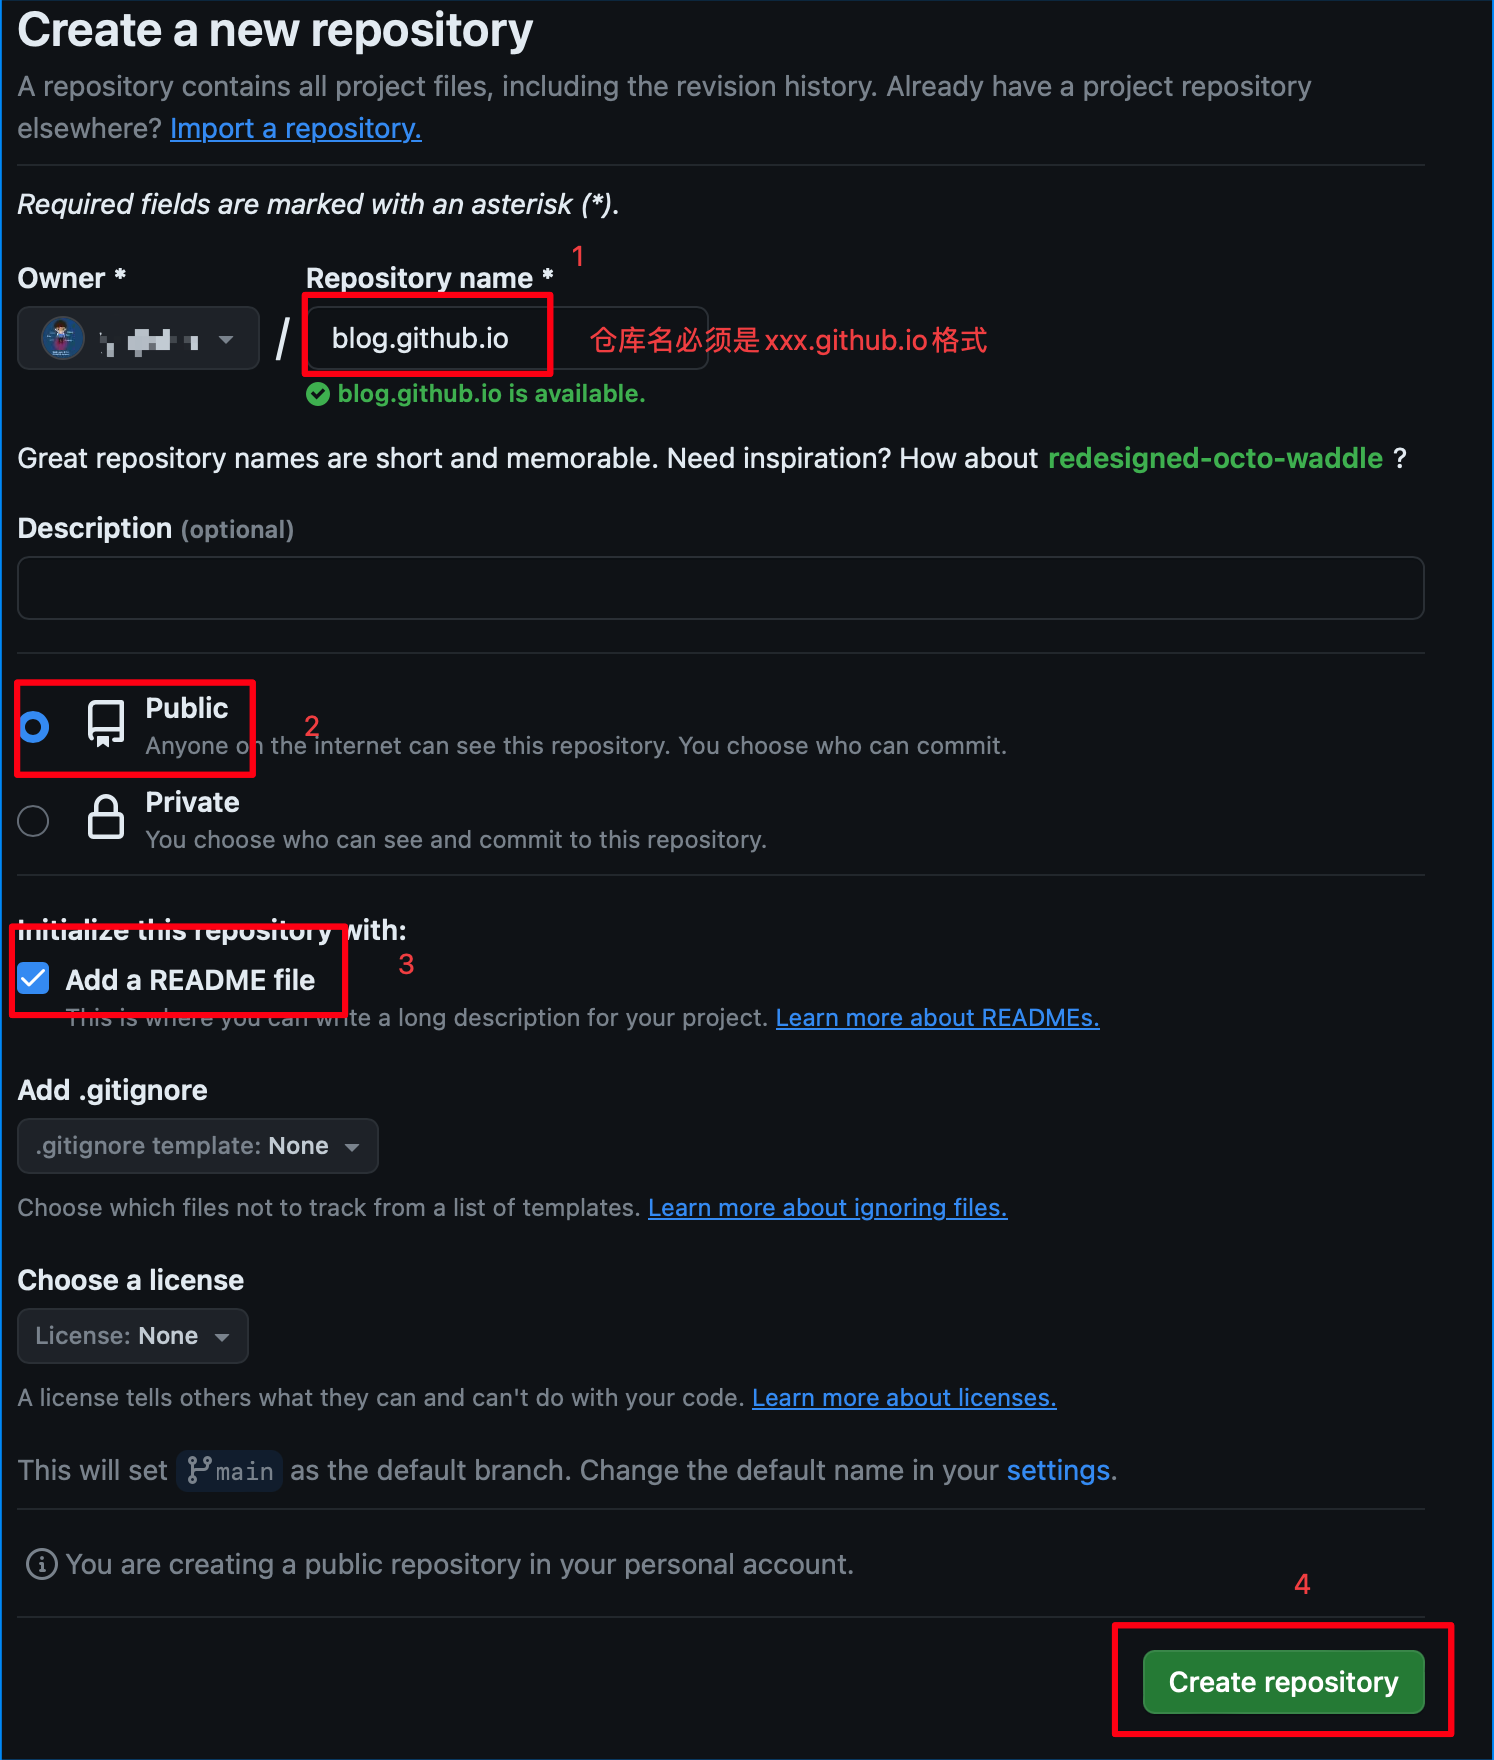 Create a new repository
A repository contains all project files, including the revision history. Already have a project repository
elsewhere? Import a repository.
Required fields are marked with an asterisk (*).
1
Owner *
Repository name *
/
blog.github.io
仓库名必须是xxx.github.io格式
blog.github.io is available.
Great repository names are short and memorable. Need inspiration? How about redesigned-octo-waddle ?
Description (optional)
Public
2
Anyone on the internet can see this repository. You choose who can commit.
Private
You choose who can see and commit to this repository.
Initialize this repository with:
3
Add a README file
This is where you can write a long description for your project. Learn more about READMEs.
Add .gitignore
.gitignore template: None
Choose which files not to track from a list of templates. Learn more about ignoring files.
Choose a license
License: None
A license tells others what they can and can't do with your code. Learn more about licenses.
This will set main as the default branch. Change the default name in your settings.
You are creating a public repository in your personal account.
4
Create repository